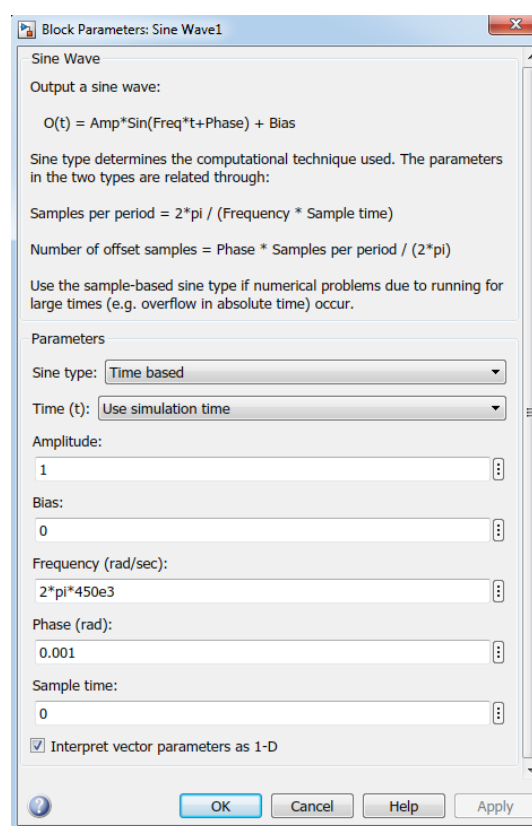 Block Parameters: Sine Wave1
Sine Wave
Output a sine wave:
O(t) = Amp*Sin(Freq*t+Phase) + Bias
Sine type determines the computational technique used. The parameters
in the two types are related through:
Samples per period = 2*pi / (Frequency * Sample time)
Number of offset samples = Phase * Samples per period / (2*pi)
Use the sample-based sine type if numerical problems due to running for
large times (e.g. overflow in absolute time) occur.
Parameters
Sine type: Time based
Time (t): Use simulation time
Amplitude:
1
Bias:
0
Frequency (rad/sec):
2*pi*450e3
Phase (rad):
0.001
Sample time:
0
Interpret vector parameters as 1-D
OK Cancel Help Apply